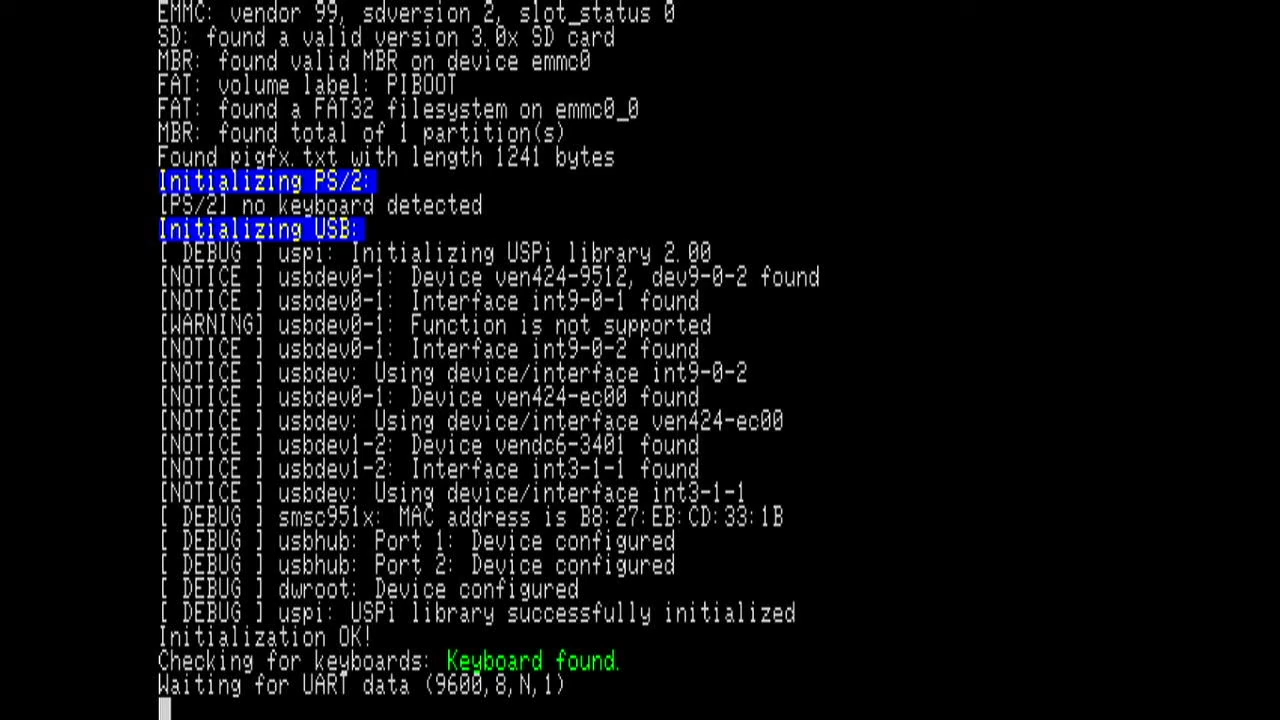 EMMC: vendor 99, sdversion 2, slot_status 0
SD: found a valid version 3.0x SD card
MBR: found valid MBR on device emmc0
FAT: volume label: PIBOOT
FAT: found a FAT32 filesystem on emmc0_0
MBR: found total of 1 partition(s)
Found pigfx.txt with length 1241 bytes
Initializing PS/2:
[PS/2] no keyboard detected
Initializing USB:
[ DEBUG ] uspi: Initializing USPi library 2.00
[NOTICE ] usbdev0-1: Device ven424-9512, dev9-0-2 found
[NOTICE ] usbdev0-1: Interface int9-0-1 found
[WARNING] usbdev0-1: Function is not supported
[NOTICE ] usbdev0-1: Interface int9-0-2 found
[NOTICE ] usbdev: Using device/interface int9-0-2
[NOTICE ] usbdev0-1: Device ven424-ec00 found
[NOTICE ] usbdev: Using device/interface ven424-ec00
[NOTICE ] usbdev1-2: Device vendc6-3401 found
[NOTICE ] usbdev1-2: Interface int3-1-1 found
[NOTICE ] usbdev: Using device/interface int3-1-1
[ DEBUG ] smsc951x: MAC address is B8:27:EB:CD:33:1B
[ DEBUG ] usbhub: Port 1: Device configured
[ DEBUG ] usbhub: Port 2: Device configured
[ DEBUG ] dwroot: Device configured
[ DEBUG ] uspi: USPi library successfully initialized
Initialization OK!
Checking for keyboards: Keyboard found.
Waiting for UART data (9600,8,N,1)